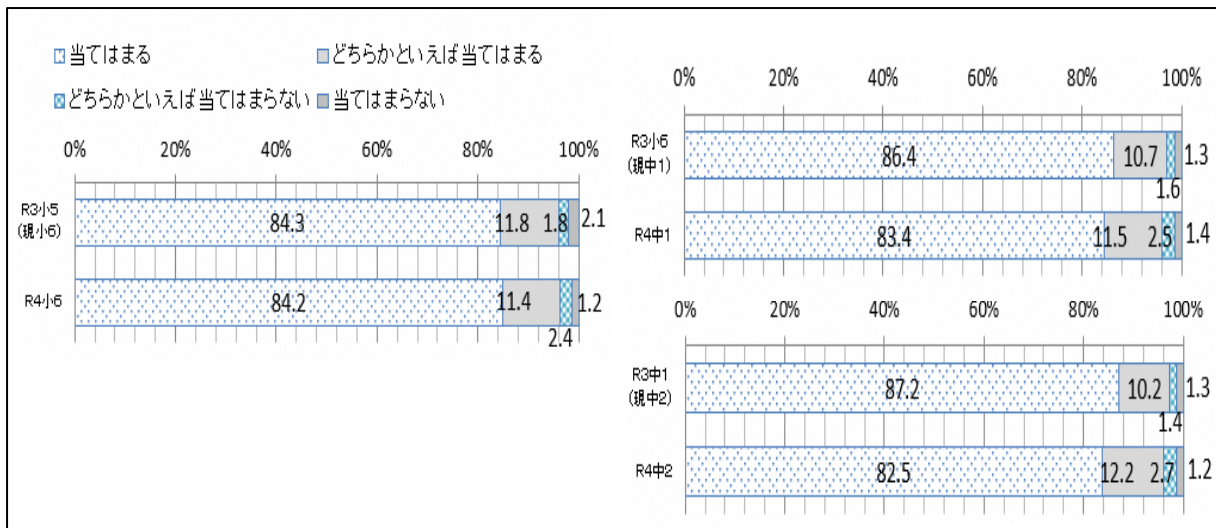 当てはまる どちらかといえば当てはまる
どちらかといえば当てはまらない 当てはまらない
0% 20% 40% 60% 80% 100%
R3小5
(現小6)
84.3 11.8 1.8 2.1
R4小6
84.2 11.4 1.2
2.4
0% 20% 40% 60% 80% 100%
R3小6
(現中1)
86.4 10.7 1.3
1.6
R4中1
83.4 11.5 2.5 1.4
0% 20% 40% 60% 80% 100%
R3中1
(現中2)
87.2 10.2 1.3
1.4
R4中2
82.5 12.2 2.7 1.2